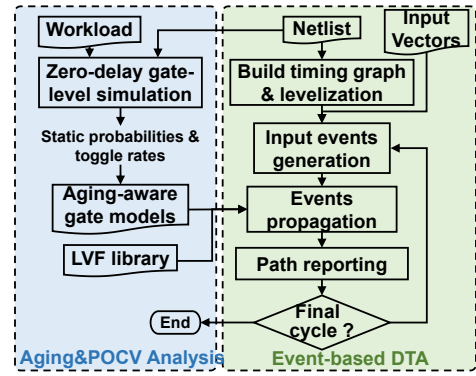 Workload
Netlist
Input
Vectors
Zero-delay gate-
level simulation
Build timing graph
& levelization
Static probabilities &
toggle rates
Input events
generation
Aging-aware
gate models
Events
propagation
LVF library
Path reporting
Final
cycle ?
End
Aging&POCV Analysis
Event-based DTA